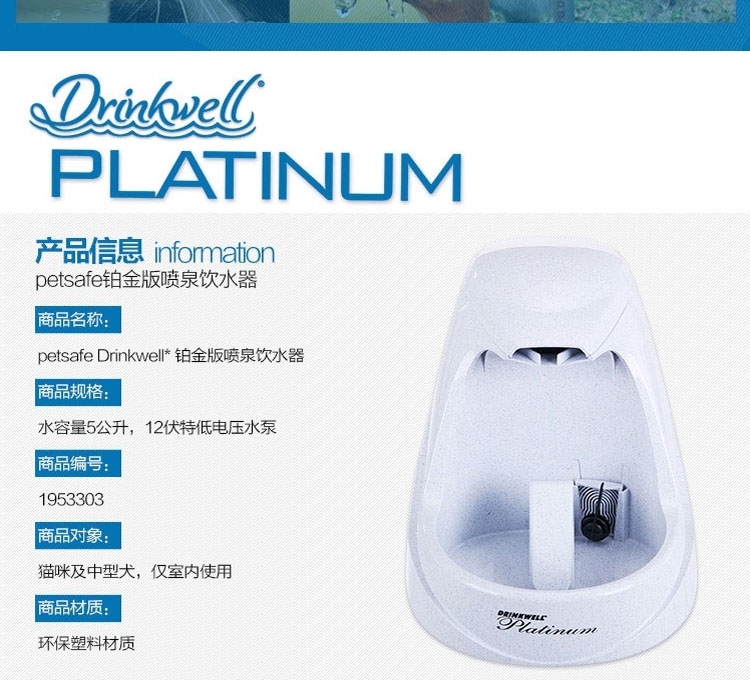 Drinkwell®
PLATINUM
产品信息 information
petsafe铂金版喷泉饮水器
商品名称：
petsafe Drinkwell* 铂金版喷泉饮水器
商品规格：
水容量5公升，12伏特低电压水泵
商品编号：
1953303
商品对象：
猫咪及中型犬，仅室内使用
商品材质：
环保塑料材质
DRINKWELL
Platinum